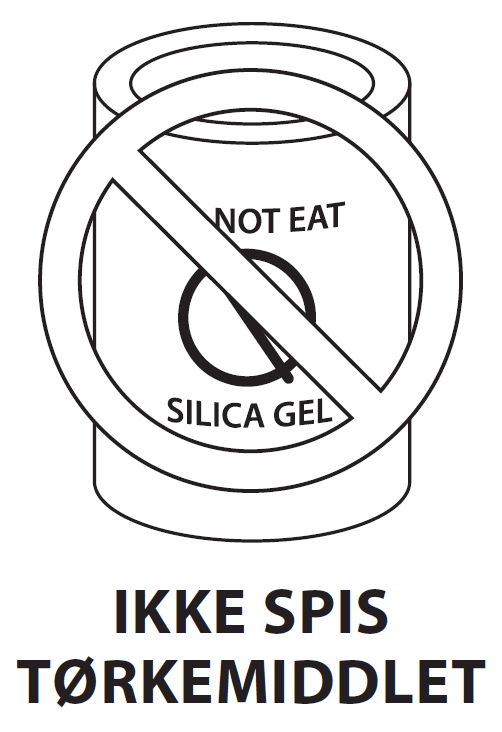 NOT EAT
SILICA GEL
IKKE SPIS
TØRKEMIDDLET